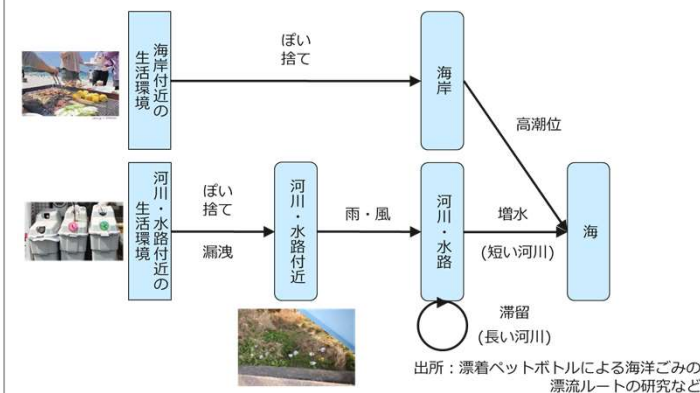 海岸付近の
生活環境
ぽい
捨て
海岸
高潮位
河川・水路付近の
生活環境
ぽい
捨て
漏洩
河川・水路付近
雨・風
河川・水路
増水
(短い河川)
海
滞留
(長い河川)
出所：漂着ペットボトルによる海洋ごみの
漂流ルートの研究など